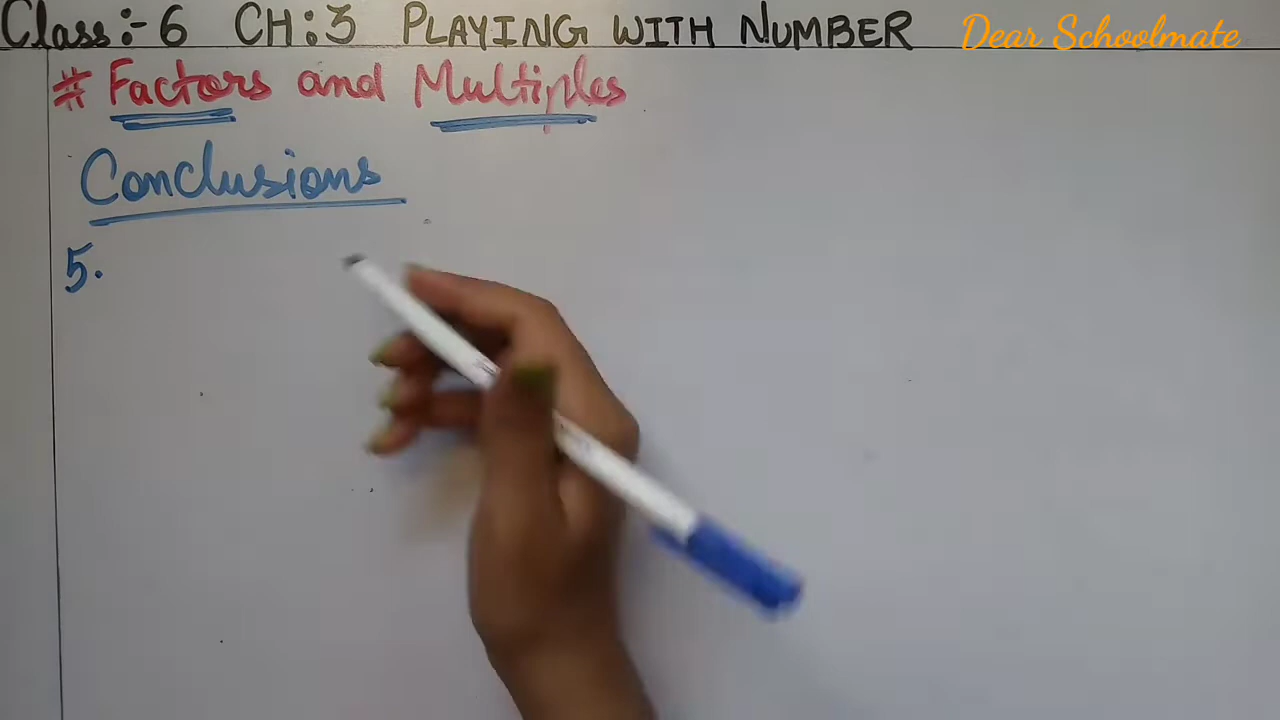 Class:-6 CH:3 PLAYING WITH NUMBER Dear Schoolmate
# Factors and Multiples
Conclusions
5.